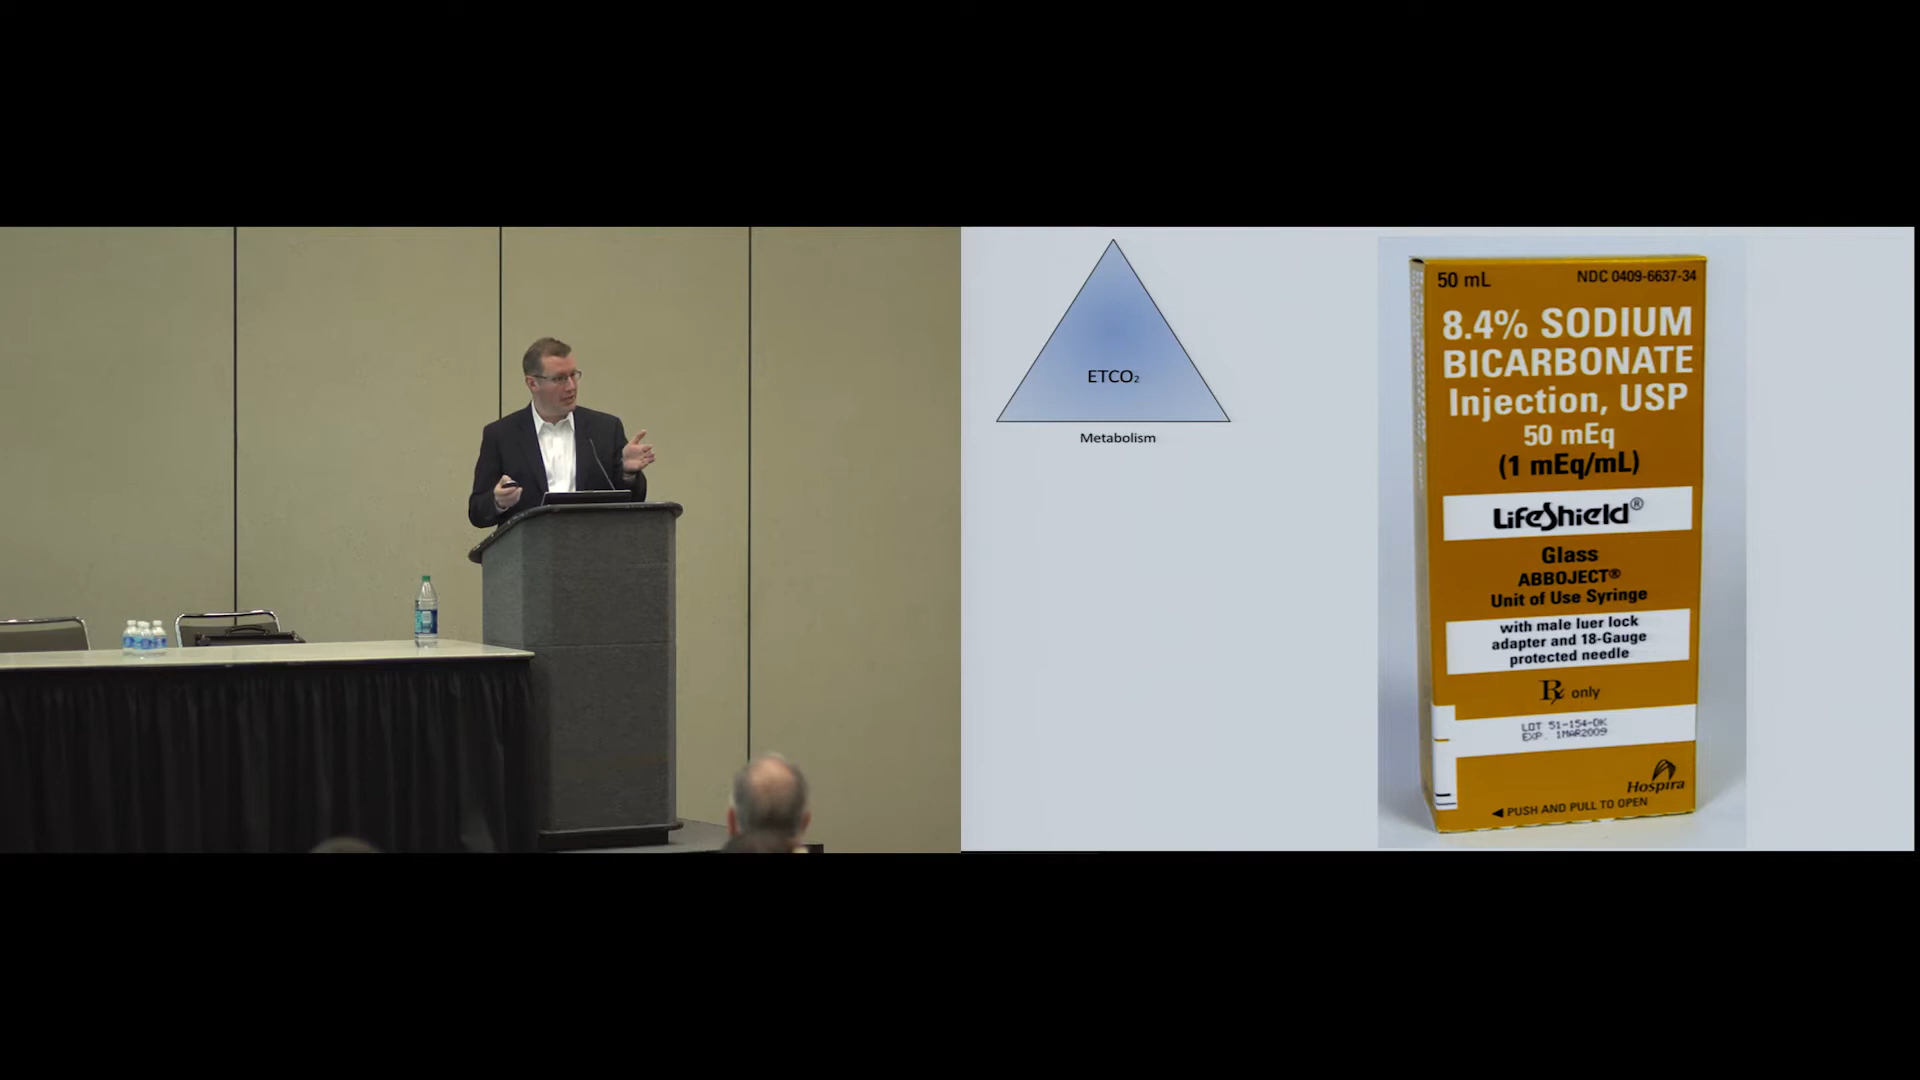 ETCO₂
Metabolism
50 mL NDC 0409-6637-34
8.4% SODIUM
BICARBONATE
Injection, USP
50 mEq
(1 mEq/mL)
LifeShield®
Glass
ABBOJECT®
Unit of Use Syringe
with male luer lock
adapter and 18-Gauge
protected needle
Rx only
LOT 51-154-DK
EXP. 1MAR2009
Hospira
◀ PUSH AND PULL TO OPEN